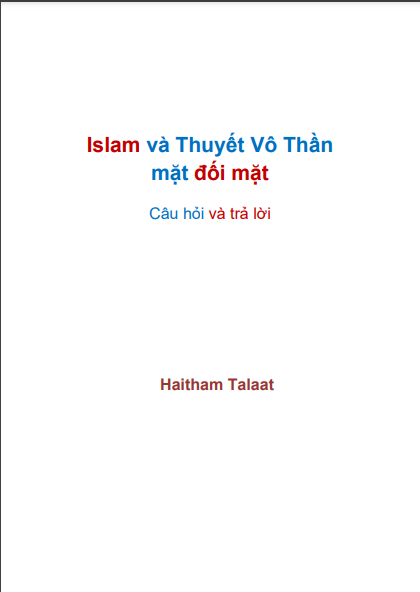 Islam và Thuyết Vô Thần
mặt đối mặt
Câu hỏi và trả lời
Haitham Talaat